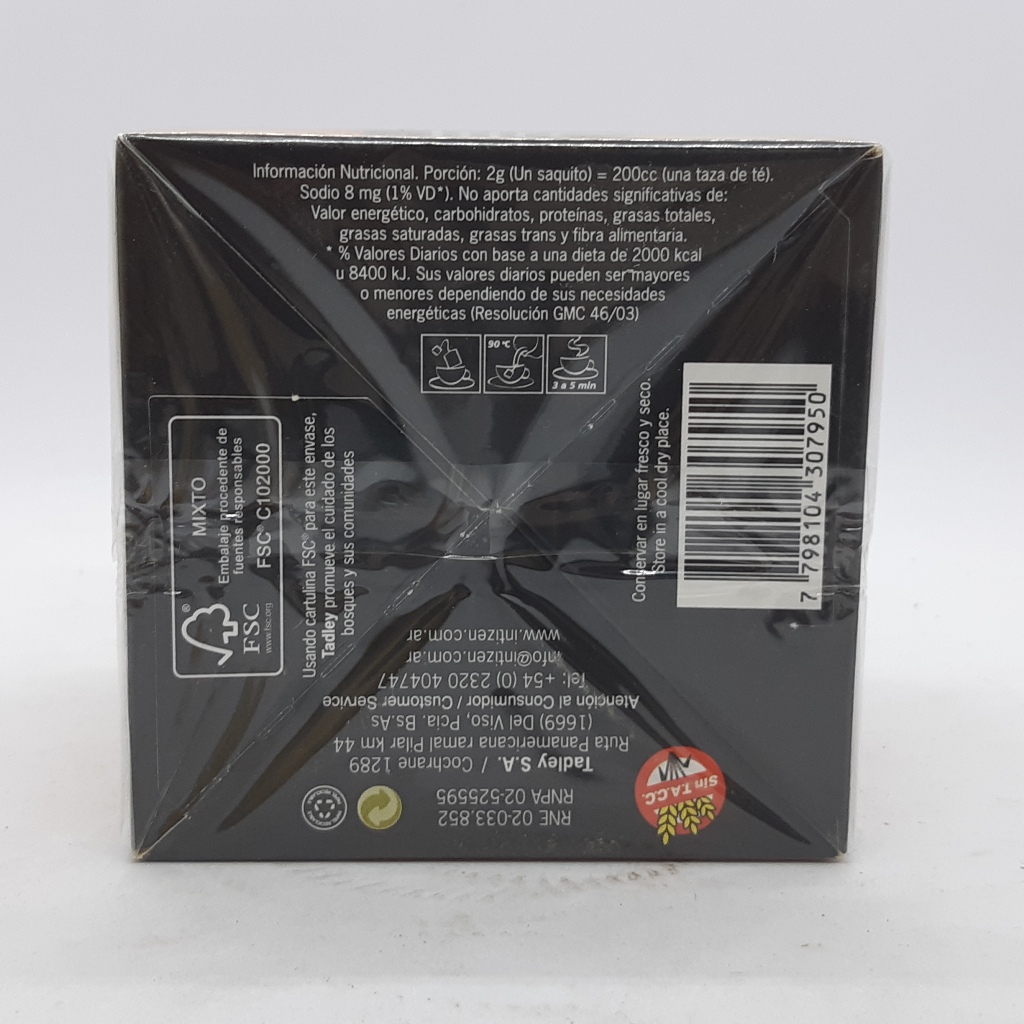 Información Nutricional. Porción: 2g (Un saquito) = 200cc (una taza de té).
Sodio 8 mg (1% VD*). No aporta cantidades significativas de:
Valor energético, carbohidratos, proteínas, grasas totales,
grasas saturadas, grasas trans y fibra alimentaria.
* % Valores Diarios con base a una dieta de 2000 kcal
u 8400 kJ. Sus valores diarios pueden ser mayores
o menores dependiendo de sus necesidades
energéticas (Resolución GMC 46/03)
90 °C
3 a 5 min
MIXTO
Embalaje procedente de
fuentes responsables
FSC® C102000
®
FSC
www.fsc.org
Usando cartulina FSC® para este envase,
Tadley promueve el cuidado de los
bosques y sus comunidades
Conservar en lugar fresco y seco.
Store in a cool dry place.
7 798104 307950
Sin T.A.C.C.
RNE 02-033.852
RNPA 02-525595
Tadley S.A. / Cochrane 1289
Ruta Panamericana ramal Pilar km 44
(1669) Del Viso, Pcia. Bs.As
Atención al Consumidor / Customer Service
Tel: +54 (0) 2320 404747
info@intizen.com.ar
www.intizen.com.ar